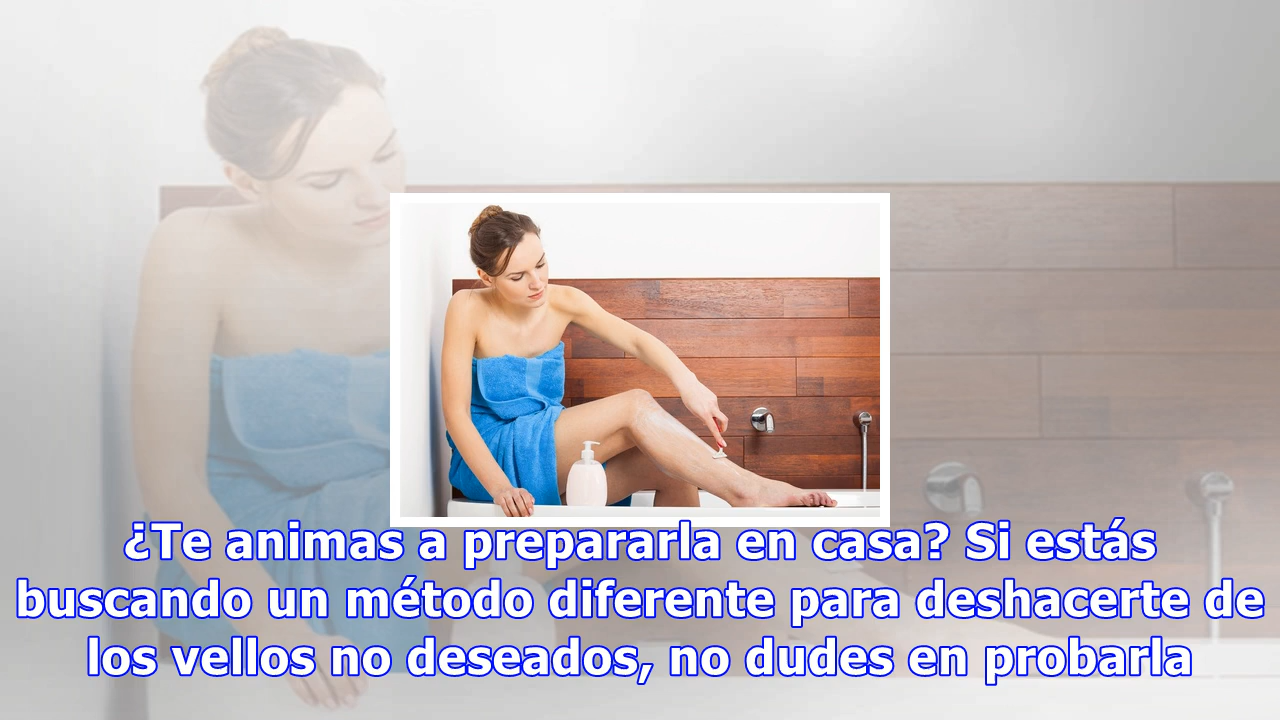 ¿Te animas a prepararla en casa? Si estás
buscando un método diferente para deshacerte de
los vellos no deseados, no dudes en probarla